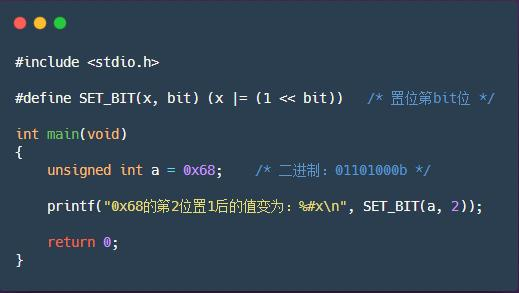 #include <stdio.h>
#define SET_BIT(x, bit) (x |= (1 << bit)) /* 置位第bit位 */
int main(void)
{
unsigned int a = 0x68; /* 二进制：01101000b */
printf("0x68的第2位置1后的值变为：%#x\n", SET_BIT(a, 2));
return 0;
}